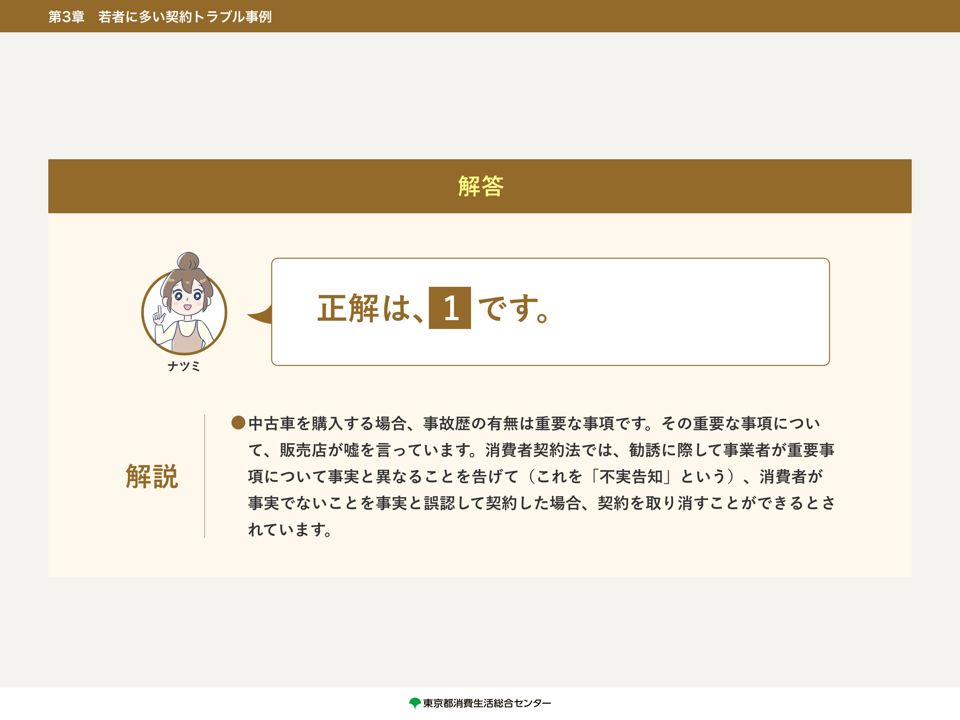 第3章　若者に多い契約トラブル事例
解答
正解は、1です。
ナツミ
解説
●中古車を購入する場合、事故歴の有無は重要な事項です。その重要な事項につい
て、販売店が嘘を言っています。消費者契約法では、勧誘に際して事業者が重要事
項について事実と異なることを告げて（これを「不実告知」という）、消費者が
事実でないことを事実と誤認して契約した場合、契約を取り消すことができるとさ
れています。
東京都消費生活総合センター